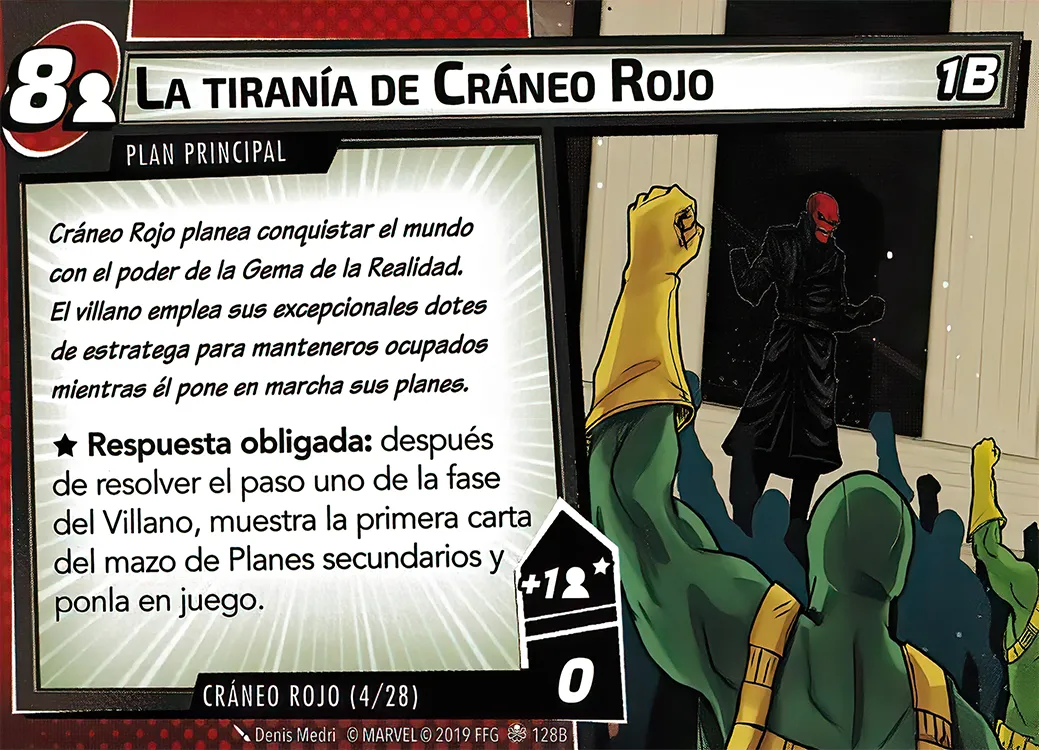 8
LA TIRANÍA DE CRÁNEO ROJO
1B
PLAN PRINCIPAL
Cráneo Rojo planea conquistar el mundo
con el poder de la Gema de la Realidad.
El villano emplea sus excepcionales dotes
de estratega para manteneros ocupados
mientras él pone en marcha sus planes.
★ Respuesta obligada: después
de resolver el paso uno de la fase
del Villano, muestra la primera carta
del mazo de Planes secundarios y
ponla en juego.
+1 ★
0
CRÁNEO ROJO (4/28)
Denis Medri © MARVEL © 2019 FFG 128B